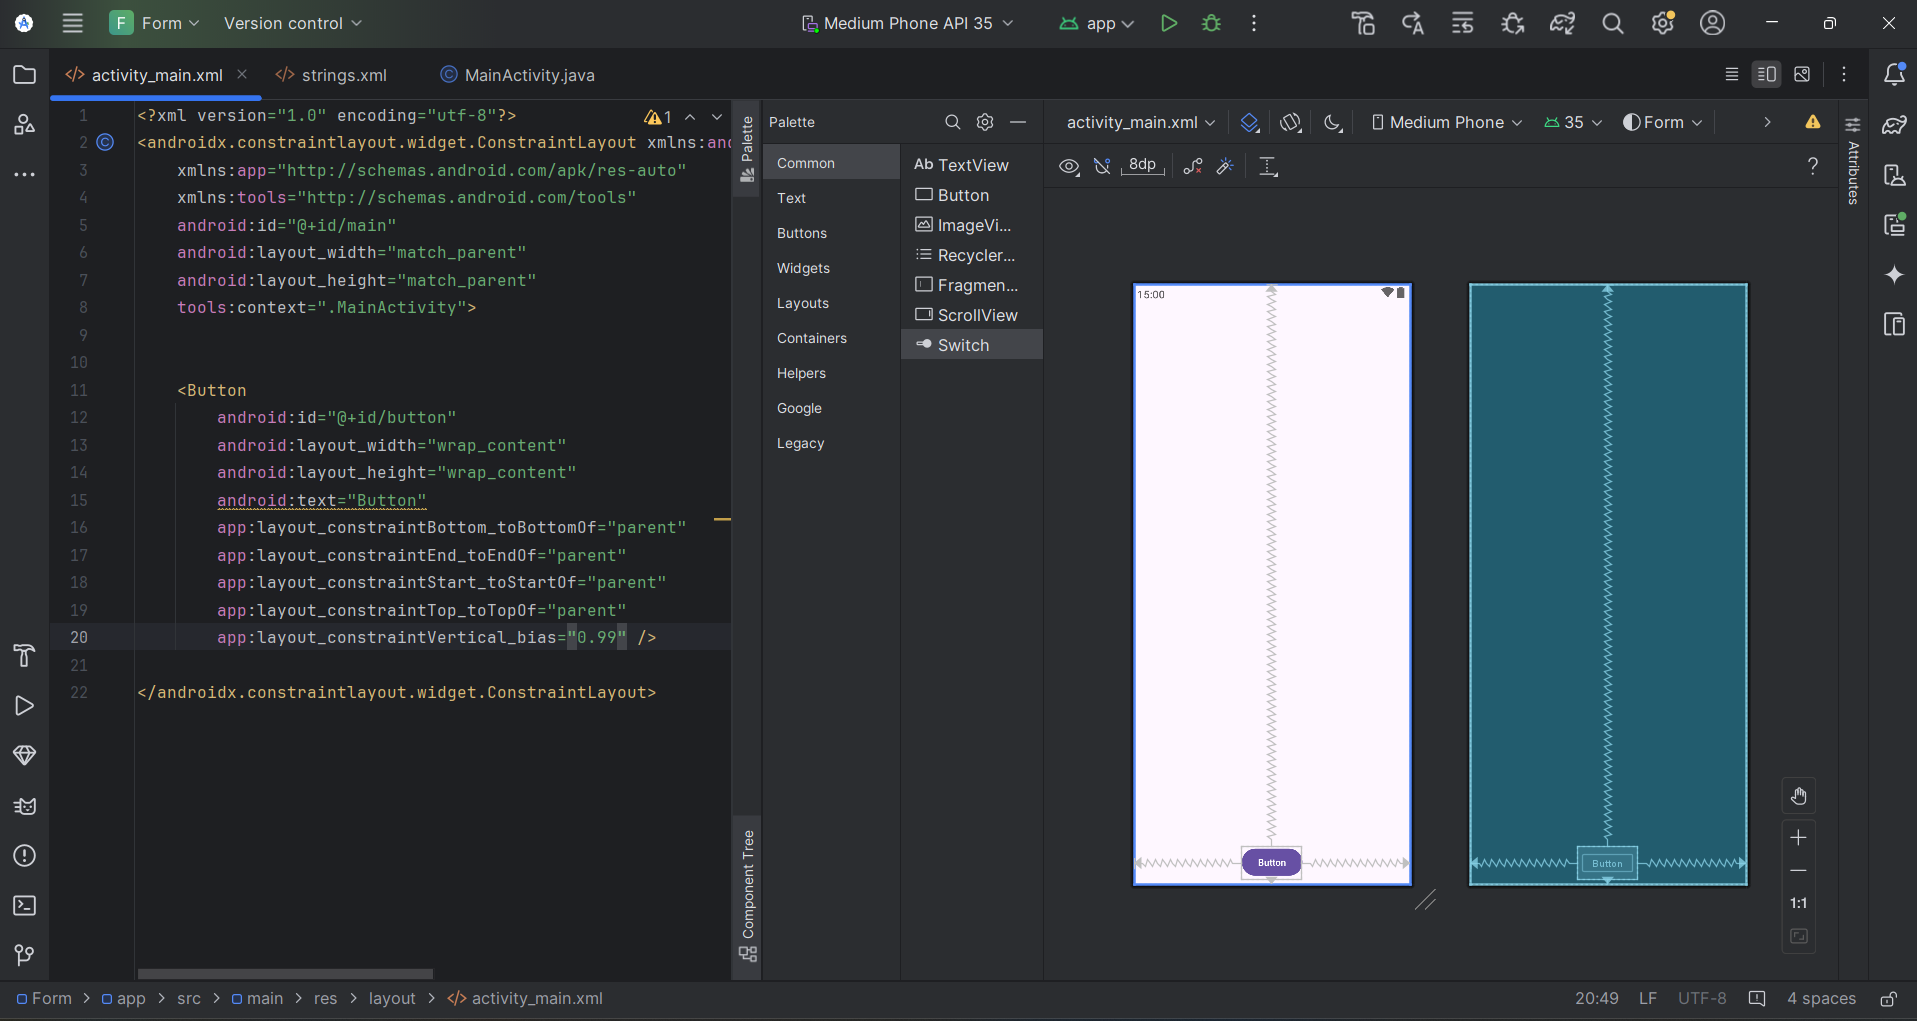 F Form Version control Medium Phone API 35 app
activity_main.xml strings.xml MainActivity.java
1 <?xml version="1.0" encoding="utf-8"?>
2 <androidx.constraintlayout.widget.ConstraintLayout xmlns:and
3 xmlns:app="http://schemas.android.com/apk/res-auto"
4 xmlns:tools="http://schemas.android.com/tools"
5 android:id="@+id/main"
6 android:layout_width="match_parent"
7 android:layout_height="match_parent"
8 tools:context=".MainActivity">
9
10
11 <Button
12 android:id="@+id/button"
13 android:layout_width="wrap_content"
14 android:layout_height="wrap_content"
15 android:text="Button"
16 app:layout_constraintBottom_toBottomOf="parent"
17 app:layout_constraintEnd_toEndOf="parent"
18 app:layout_constraintStart_toStartOf="parent"
19 app:layout_constraintTop_toTopOf="parent"
20 app:layout_constraintVertical_bias="0.99" />
21
22 </androidx.constraintlayout.widget.ConstraintLayout>
1
Palette
Component Tree
Palette
Common
Text
Buttons
Widgets
Layouts
Containers
Helpers
Google
Legacy
Ab TextView
Button
ImageVi...
Recycler...
Fragmen...
ScrollView
Switch
activity_main.xml Medium Phone 35 Form
8dp ?
Attributes
15:00
Button
Button
1:1
Form app src main res layout activity_main.xml
20:49 LF UTF-8 4 spaces